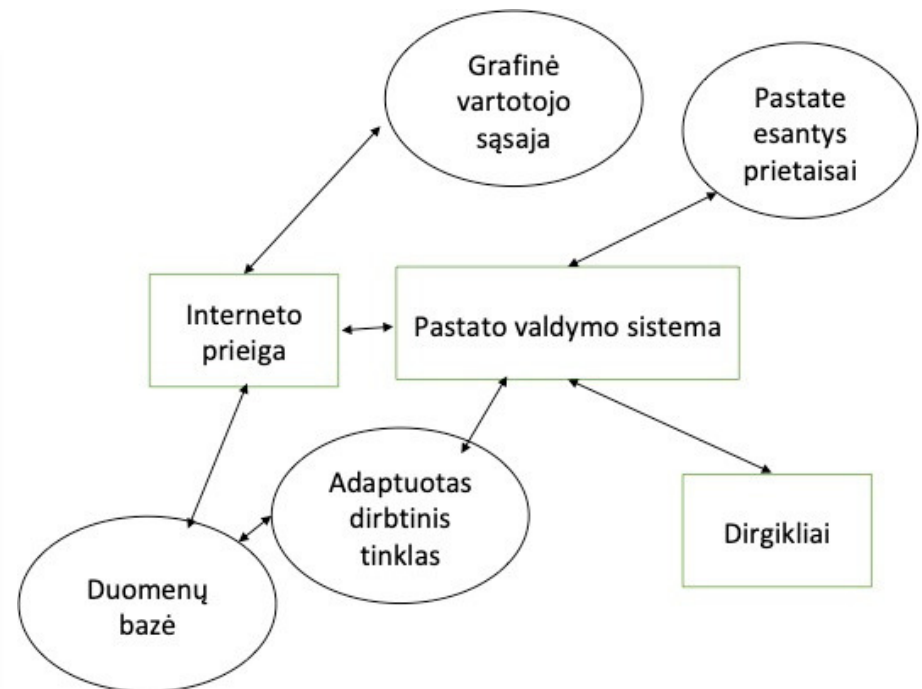 Grafinė
vartotojo
sąsaja
Pastate
esantys
prietaisai
Interneto
prieiga
Pastato valdymo sistema
Adaptuotas
dirbtinis
tinklas
Dirgikliai
Duomenų
bazė